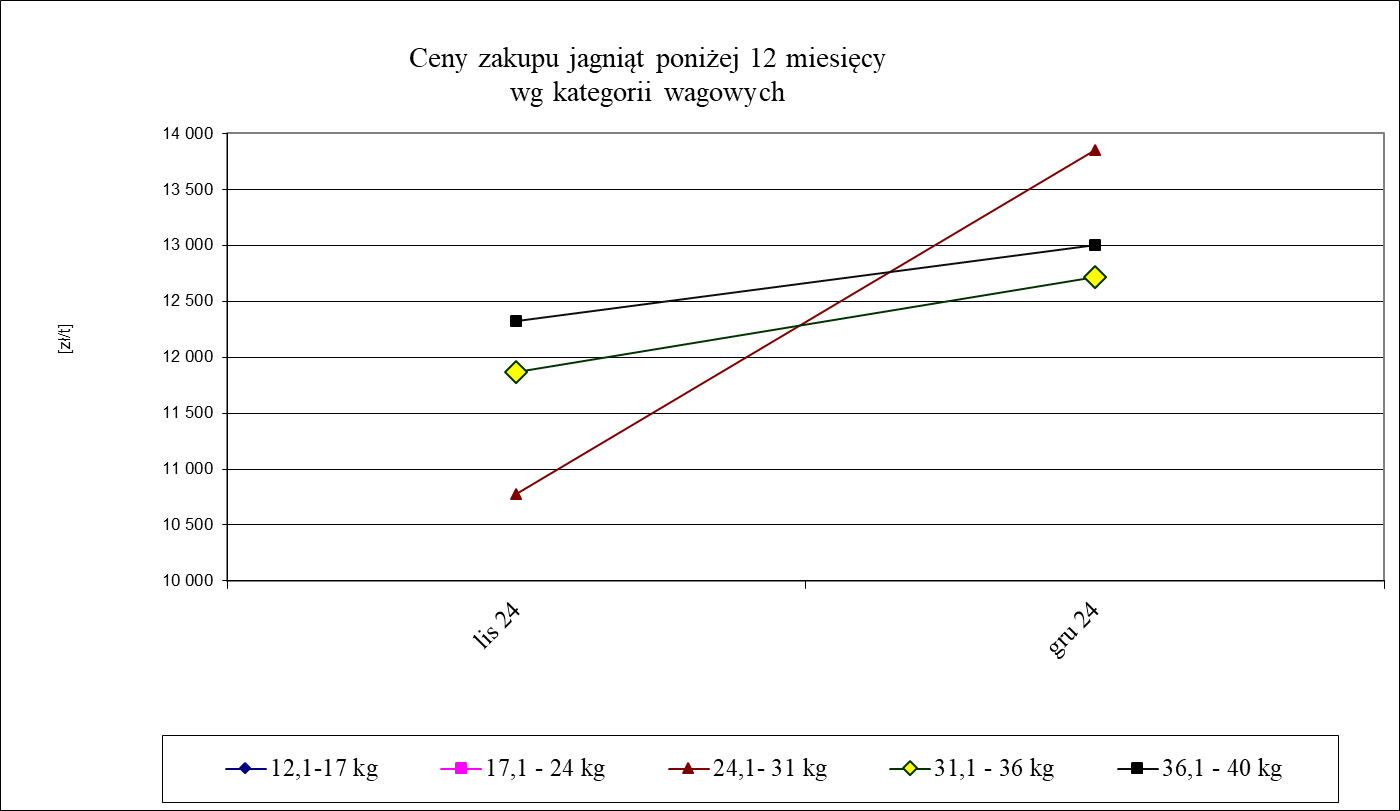 Ceny zakupu jagniąt poniżej 12 miesięcy
wg kategorii wagowych
[zł/t]
14 000
13 500
13 000
12 500
12 000
11 500
11 000
10 500
10 000
lis 24
gru 24
12,1-17 kg
17,1 - 24 kg
24,1- 31 kg
31,1 - 36 kg
36,1 - 40 kg